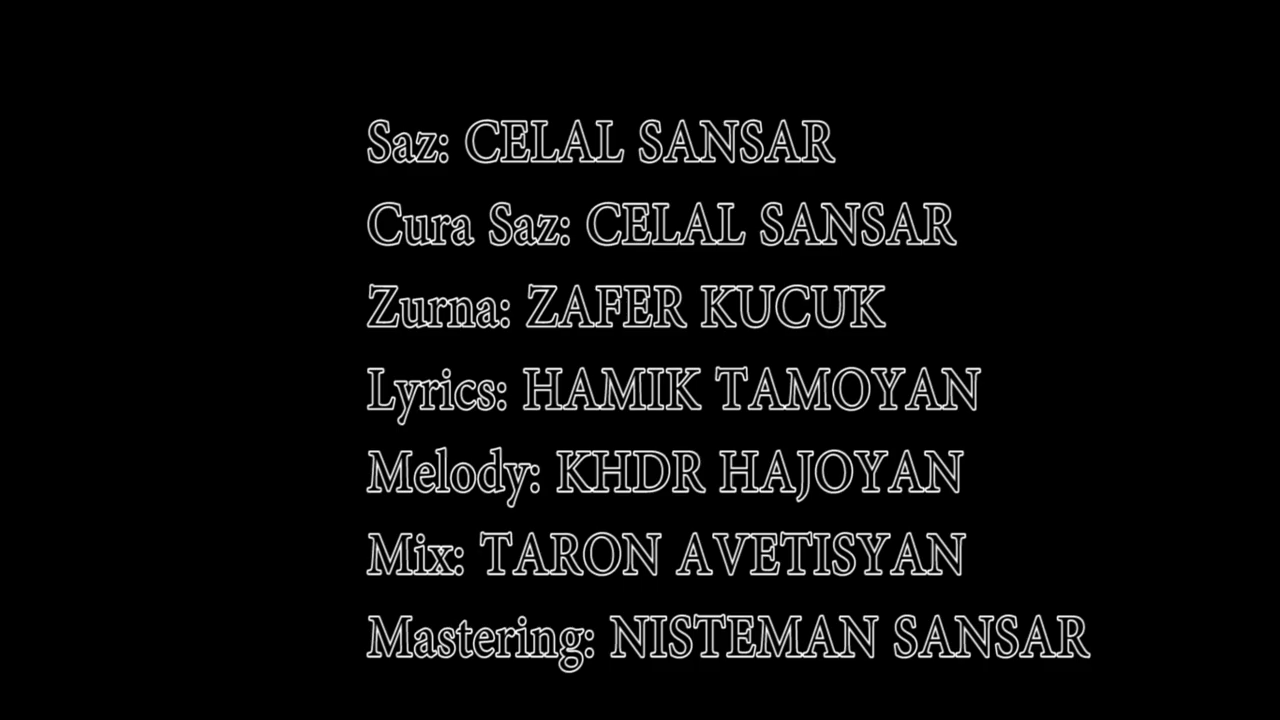 Saz: CELAL SANSAR
Cura Saz: CELAL SANSAR
Zurna: ZAFER KUCUK
Lyrics: HAMIK TAMOYAN
Melody: KHDR HAJOYAN
Mix: TARON AVETISYAN
Mastering: NISTEMAN SANSAR